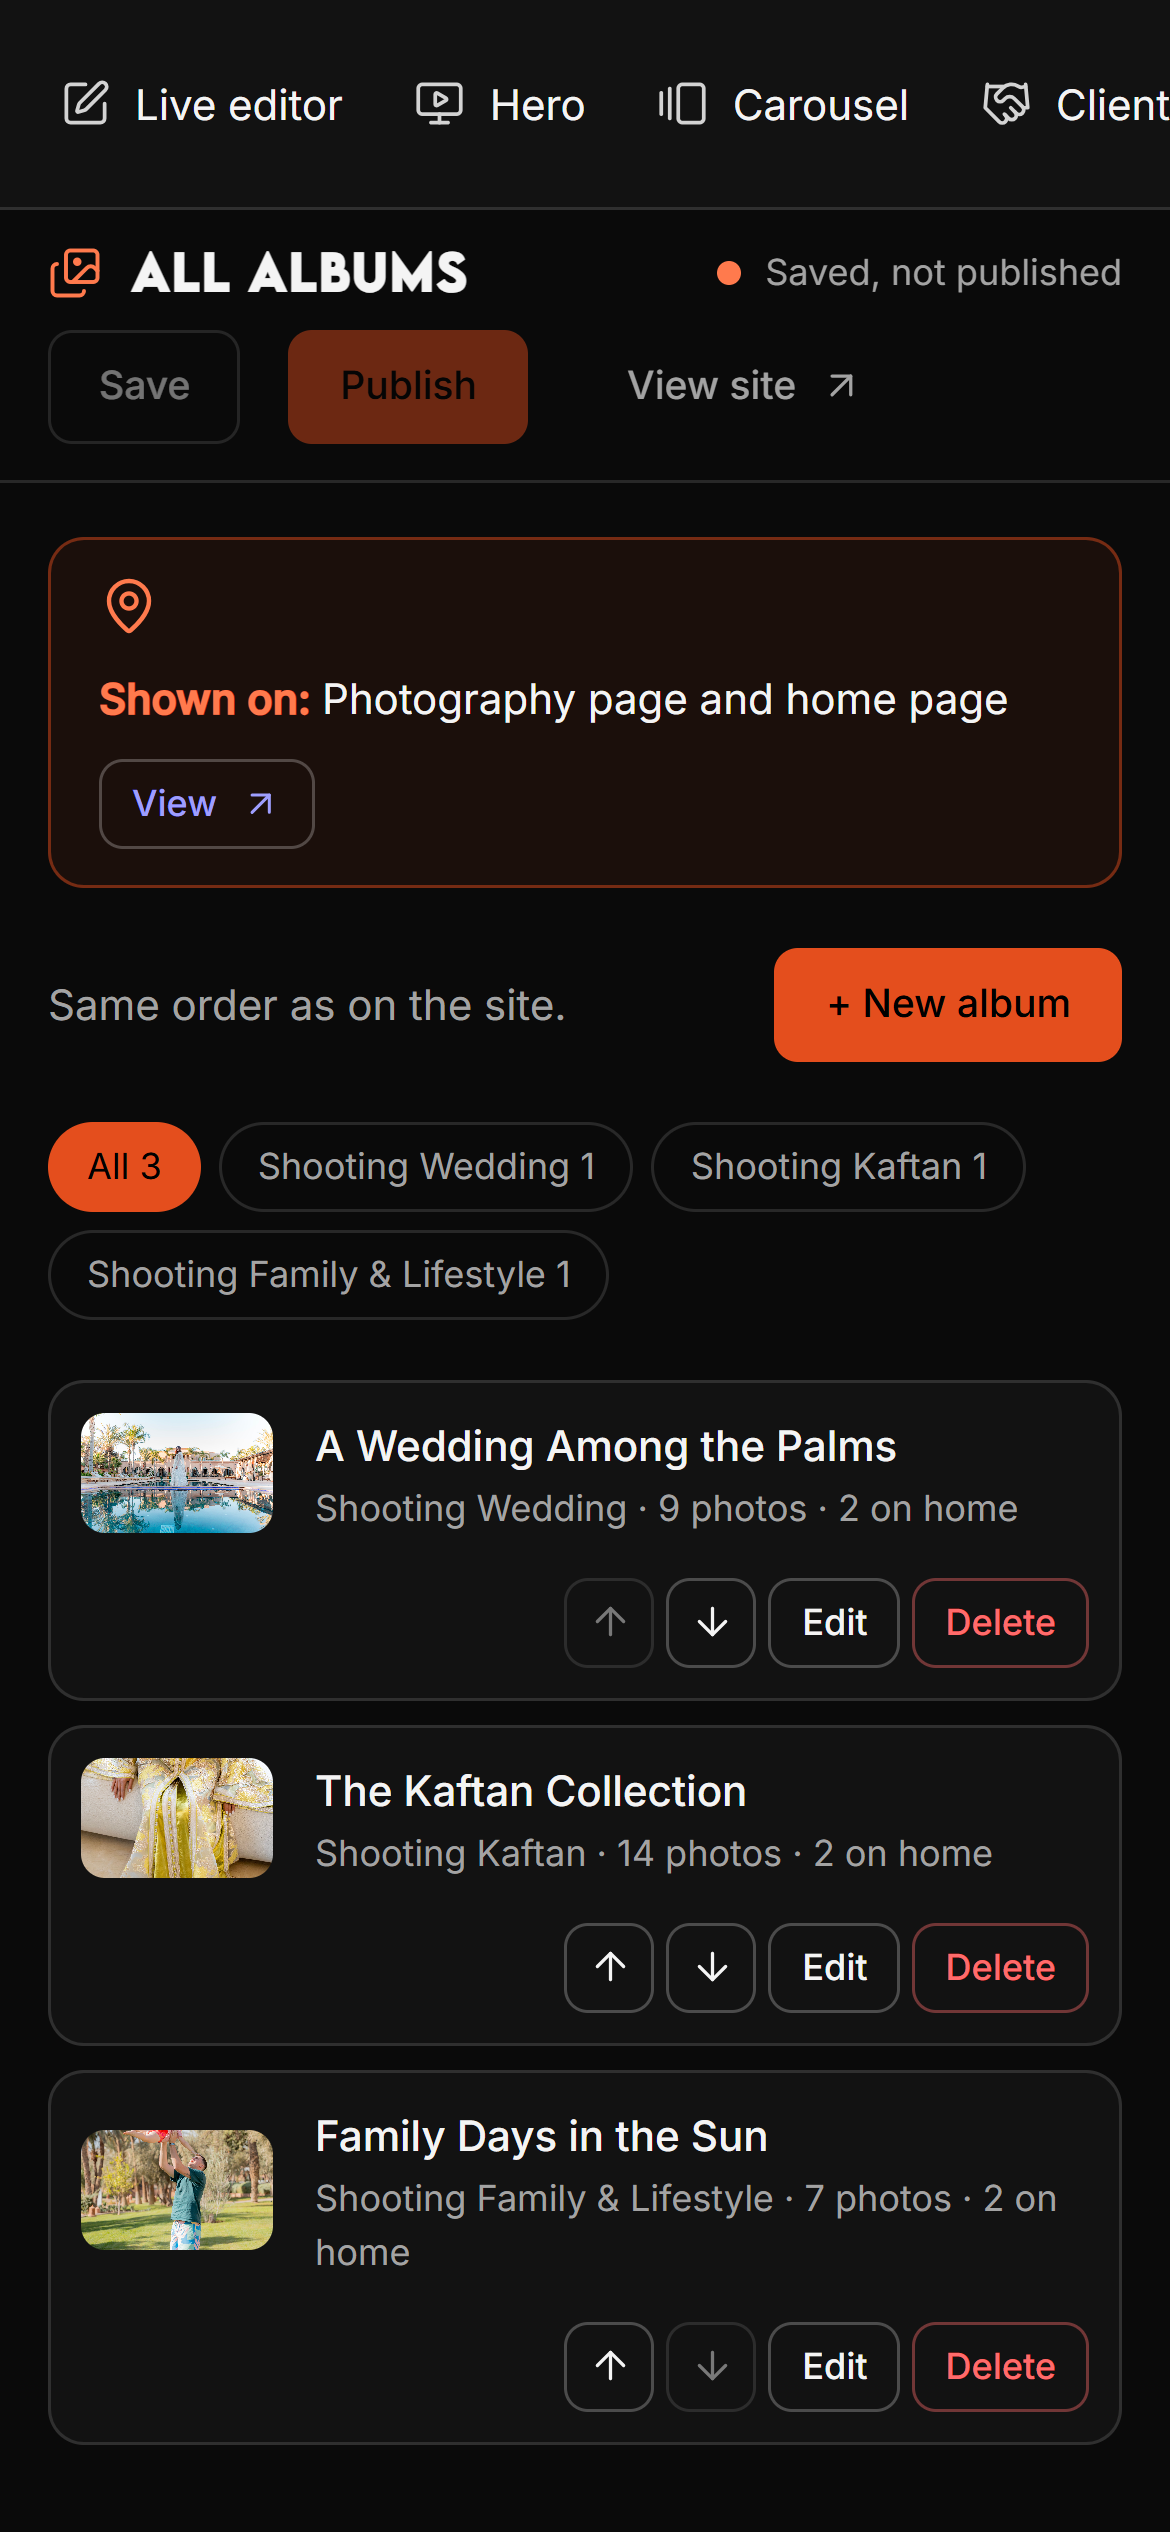 Live editor Hero Carousel Client
ALL ALBUMS Saved, not published
Save Publish View site
Shown on: Photography page and home page
View
Same order as on the site. + New album
All 3 Shooting Wedding 1 Shooting Kaftan 1
Shooting Family & Lifestyle 1
A Wedding Among the Palms
Shooting Wedding · 9 photos · 2 on home
Edit Delete
The Kaftan Collection
Shooting Kaftan · 14 photos · 2 on home
Edit Delete
Family Days in the Sun
Shooting Family & Lifestyle · 7 photos · 2 on
home
Edit Delete